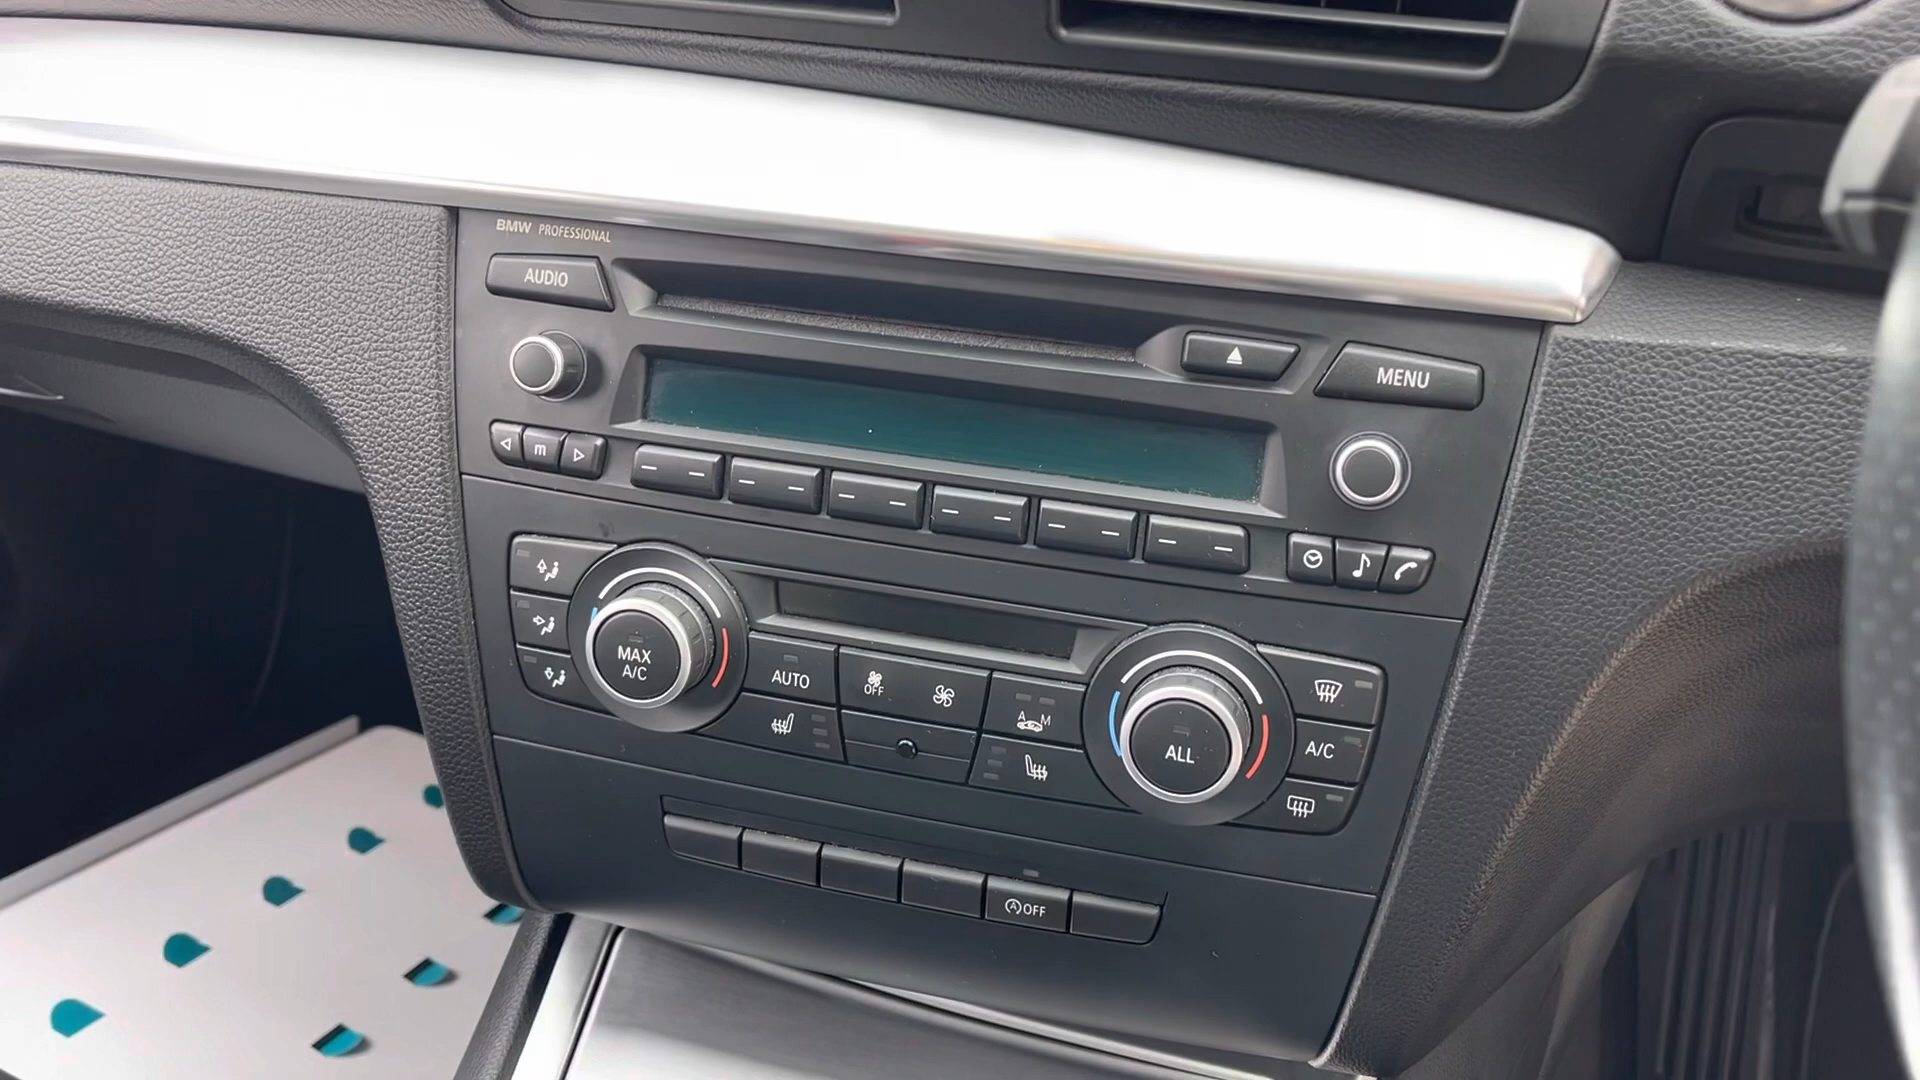 BMW PROFESSIONAL
AUDIO
MENU
m
MAX
A/C
AUTO
OFF
A M
ALL
A/C
A OFF